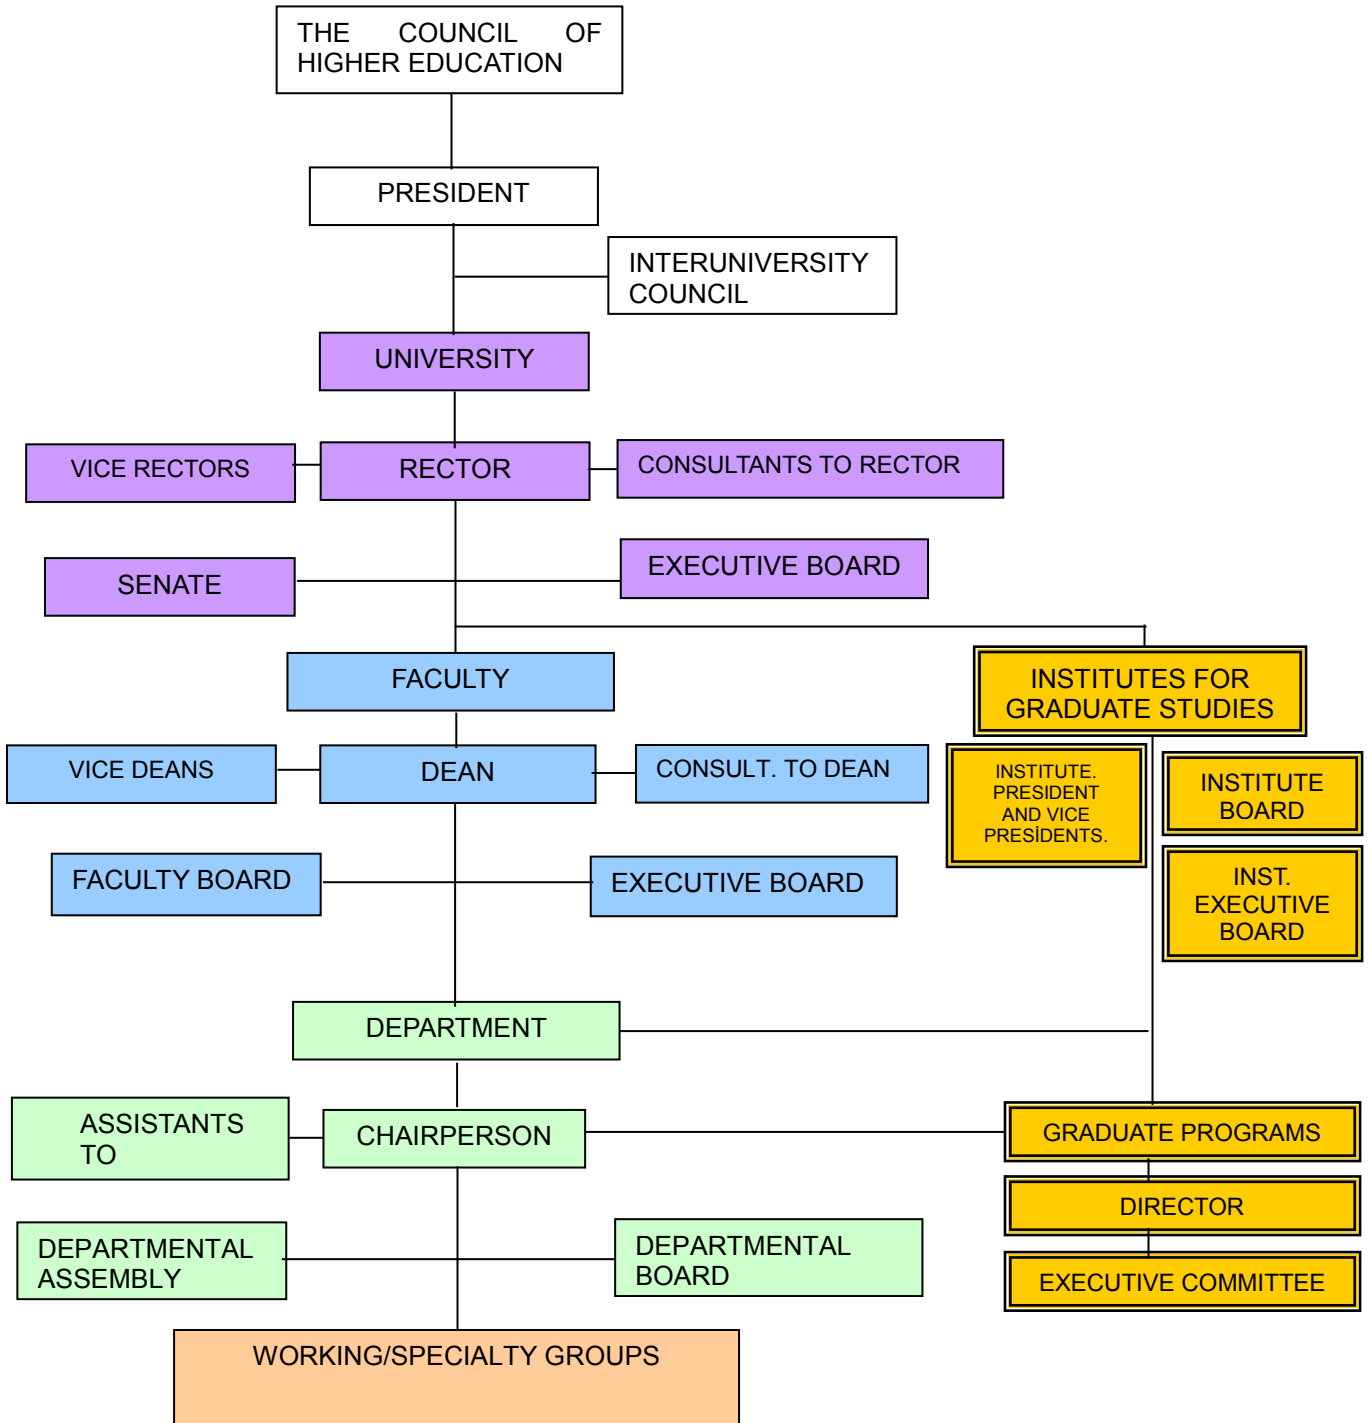 THE COUNCIL OF
HIGHER EDUCATION
PRESIDENT
INTERUNIVERSITY
COUNCIL
UNIVERSITY
VICE RECTORS
RECTOR
CONSULTANTS TO RECTOR
SENATE
EXECUTIVE BOARD
FACULTY
INSTITUTES FOR
GRADUATE STUDIES
VICE DEANS
DEAN
CONSULT. TO DEAN
INSTITUTE.
PRESIDENT
AND VICE
PRESİDENTS.
INSTITUTE
BOARD
FACULTY BOARD
EXECUTIVE BOARD
INST.
EXECUTIVE
BOARD
DEPARTMENT
ASSISTANTS
TO
CHAIRPERSON
GRADUATE PROGRAMS
DIRECTOR
DEPARTMENTAL
ASSEMBLY
DEPARTMENTAL
BOARD
EXECUTIVE COMMITTEE
WORKING/SPECIALTY GROUPS